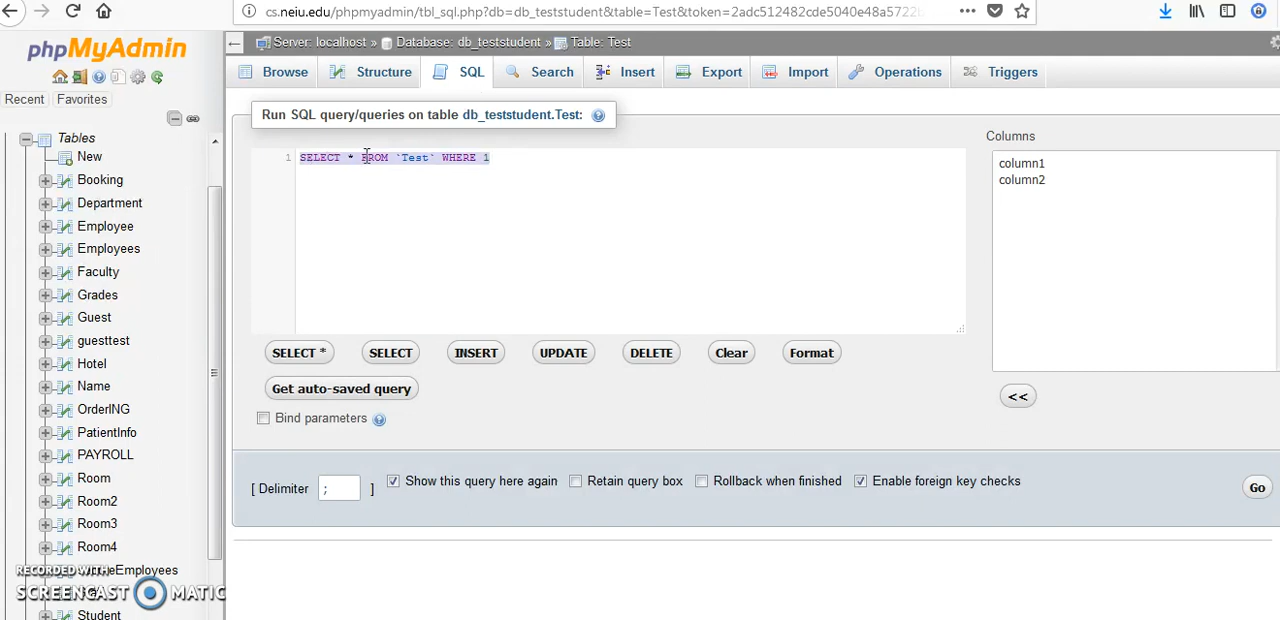 cs.neiu.edu/phpmyadmin/tbl_sql.php?db=db_teststudent&table=Test&token=2adc512482cde5040e48a5722
phpMyAdmin
Recent Favorites
Tables
New
Booking
Department
Employee
Employees
Faculty
Grades
Guest
guesttest
Hotel
Name
OrderING
PatientInfo
PAYROLL
Room
Room2
Room3
Room4
Employees
Student
RECORDED WITH
SCREENCAST MATIC
Server: localhost » Database: db_teststudent » Table: Test
Browse Structure SQL Search Insert Export Import Operations Triggers
Run SQL query/queries on table db_teststudent.Test:
1 SELECT * FROM `Test` WHERE 1
Columns
column1
column2
SELECT * SELECT INSERT UPDATE DELETE Clear Format
Get auto-saved query
<<
Bind parameters
[ Delimiter ; ] Show this query here again Retain query box Rollback when finished Enable foreign key checks
Go